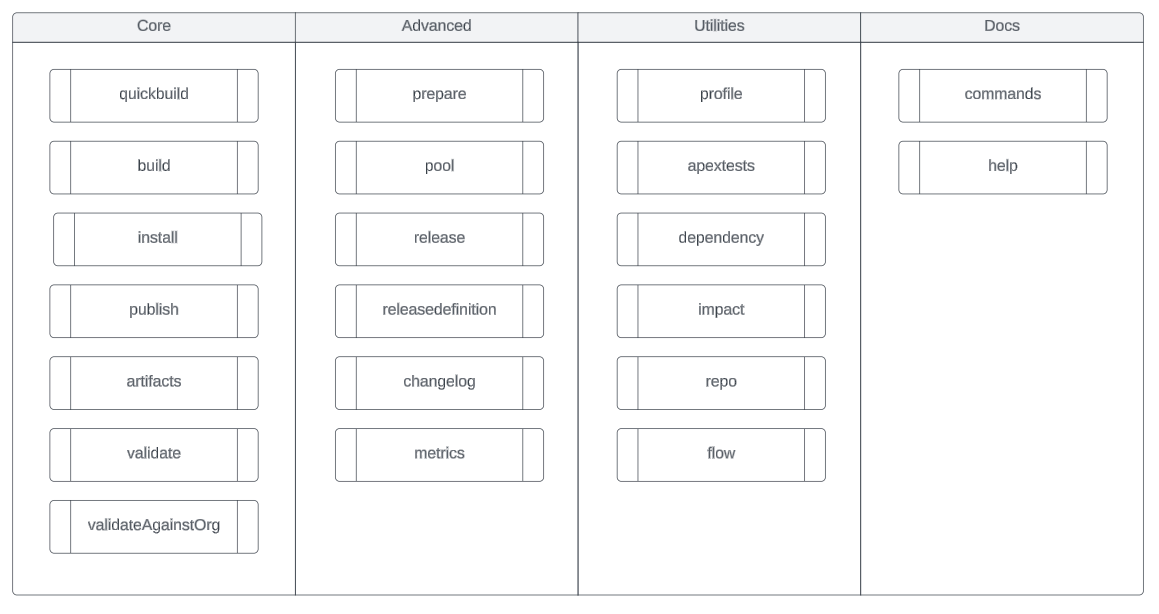 Core
quickbuild
build
install
publish
artifacts
validate
validateAgainstOrg
Advanced
prepare
pool
release
releasedefinition
changelog
metrics
Utilities
profile
apextests
dependency
impact
repo
flow
Docs
commands
help